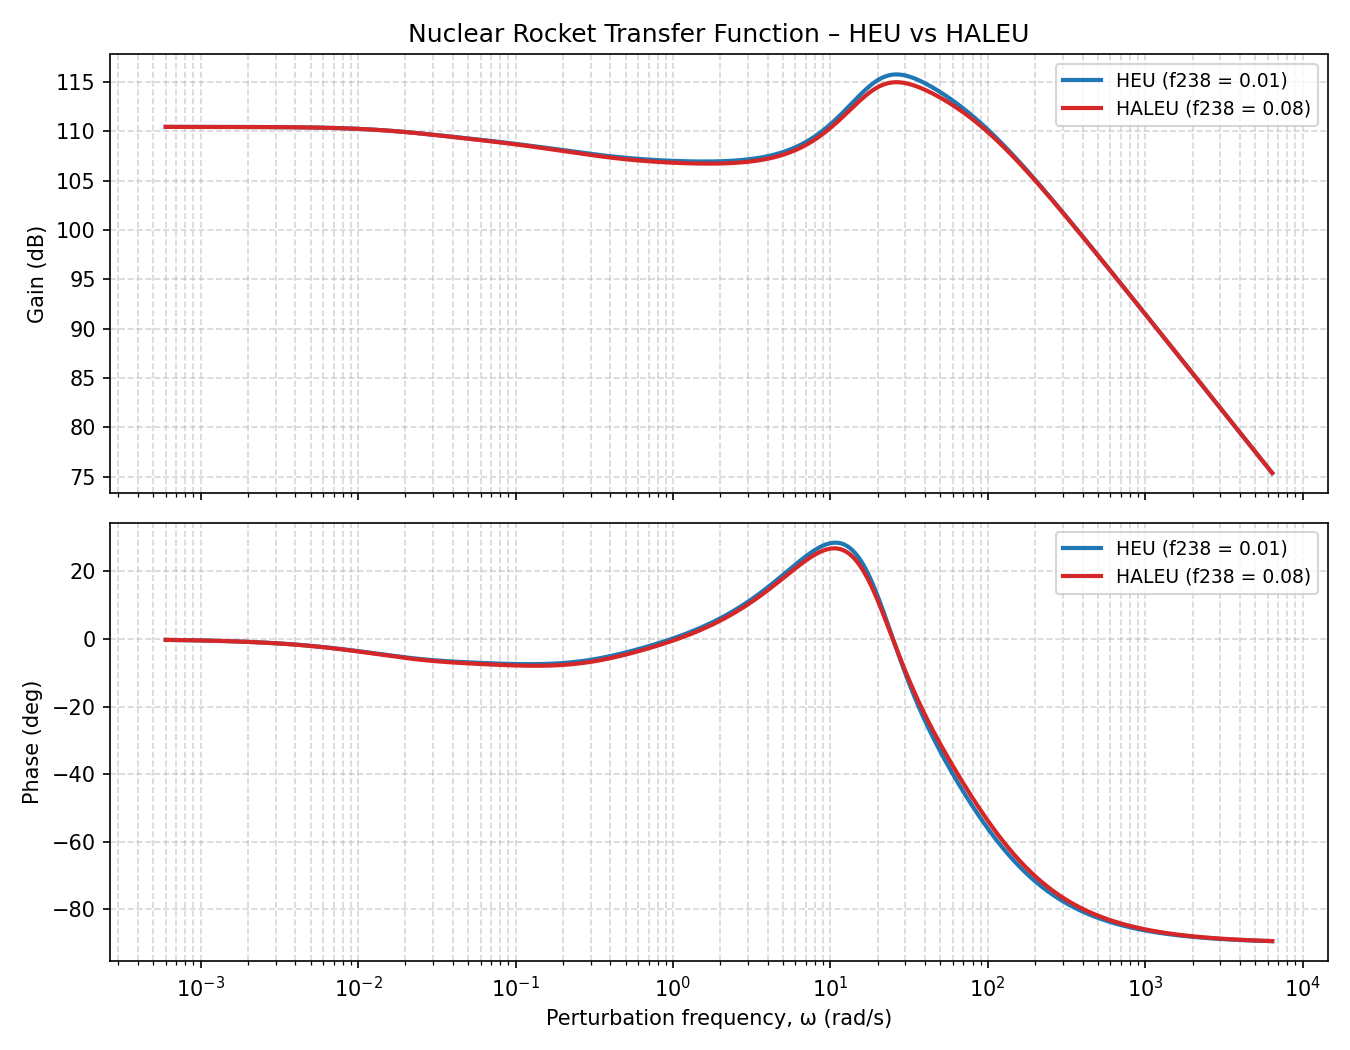 Nuclear Rocket Transfer Function – HEU vs HALEU
Gain (dB)
115
110
105
100
95
90
85
80
75
HEU (f238 = 0.01)
HALEU (f238 = 0.08)
Phase (deg)
20
0
−20
−40
−60
−80
HEU (f238 = 0.01)
HALEU (f238 = 0.08)
10⁻³ 10⁻² 10⁻¹ 10⁰ 10¹ 10² 10³ 10⁴
Perturbation frequency, ω (rad/s)